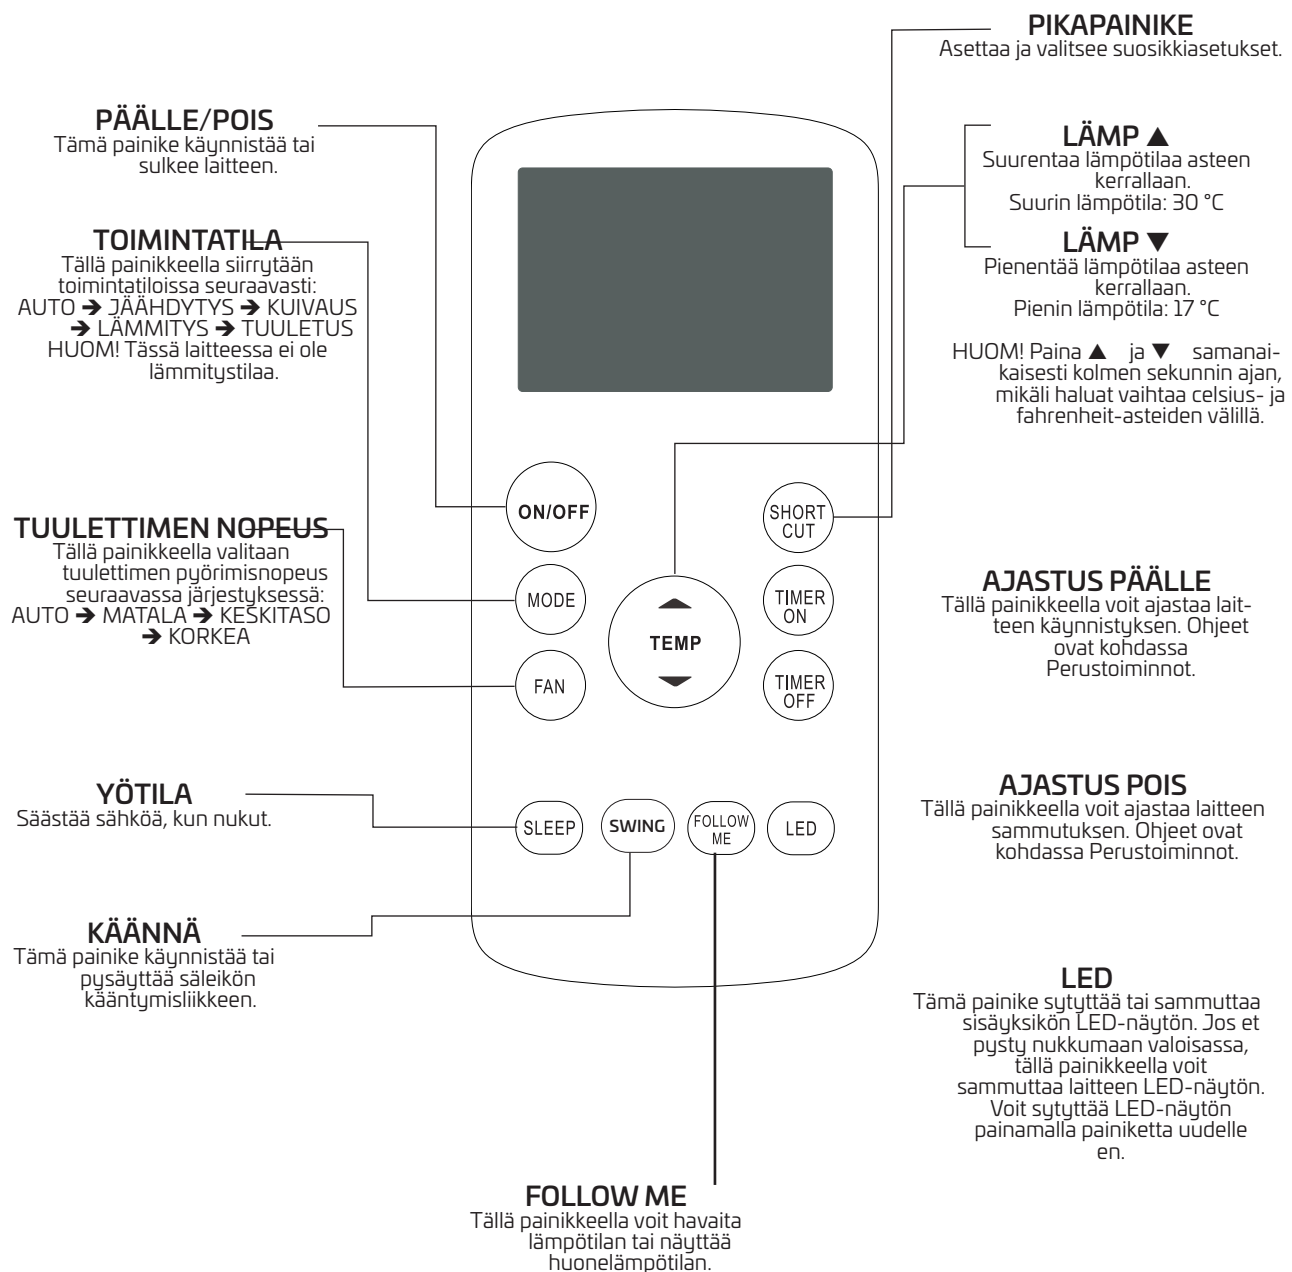 PIKAPAINIKE
Asettaa ja valitsee suosikkiasetukset.
PÄÄLLE/POIS
Tämä painike käynnistää tai
sulkee laitteen.
LÄMP ▲
Suurentaa lämpötilaa asteen
kerrallaan.
Suurin lämpötila: 30 °C
TOIMINTATILA
Tällä painikkeella siirrytään
toimintatiloissa seuraavasti:
AUTO ➔ JÄÄHDYTYS ➔ KUIVAUS
➔ LÄMMITYS ➔ TUULETUS
HUOM! Tässä laitteessa ei ole
lämmitystilaa.
LÄMP ▼
Pienentää lämpötilaa asteen
kerrallaan.
Pienin lämpötila: 17 °C
HUOM! Paina ▲ ja ▼ samanai-
kaisesti kolmen sekunnin ajan,
mikäli haluat vaihtaa celsius- ja
fahrenheit-asteiden välillä.
TUULETTIMEN NOPEUS
Tällä painikkeella valitaan
tuulettimen pyörimisnopeus
seuraavassa järjestyksessä:
AUTO ➔ MATALA ➔ KESKITASO
➔ KORKEA
ON/OFF
SHORT
CUT
MODE
TIMER
ON
TEMP
FAN
TIMER
OFF
AJASTUS PÄÄLLE
Tällä painikkeella voit ajastaa lait-
teen käynnistyksen. Ohjeet
ovat kohdassa
Perustoiminnot.
YÖTILA
Säästää sähköä, kun nukut.
SLEEP
SWING
FOLLOW
ME
LED
AJASTUS POIS
Tällä painikkeella voit ajastaa laitteen
sammutuksen. Ohjeet ovat
kohdassa Perustoiminnot.
KÄÄNNÄ
Tämä painike käynnistää tai
pysäyttää säleikön
kääntymisliikkeen.
LED
Tämä painike sytyttää tai sammuttaa
sisäyksikön LED-näytön. Jos et
pysty nukkumaan valoisassa,
tällä painikkeella voit
sammuttaa laitteen LED-näytön.
Voit sytyttää LED-näytön
painamalla painiketta uudelle
en.
FOLLOW ME
Tällä painikkeella voit havaita
lämpötilan tai näyttää
huonelämpötilan.